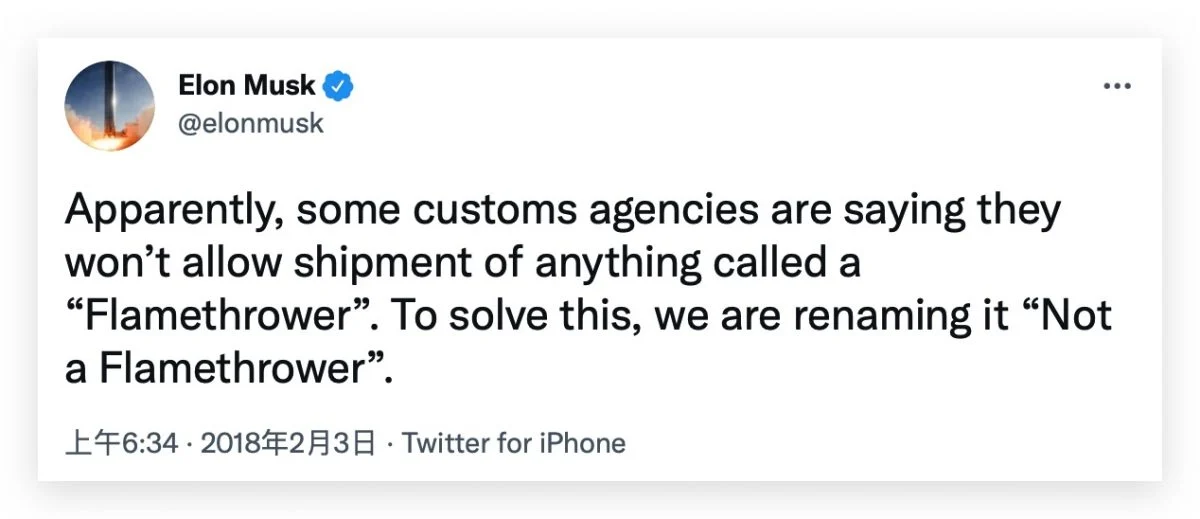 Elon Musk
@elonmusk
Apparently, some customs agencies are saying they
won’t allow shipment of anything called a
“Flamethrower”. To solve this, we are renaming it “Not
a Flamethrower”.
上午6:34 · 2018年2月3日 · Twitter for iPhone